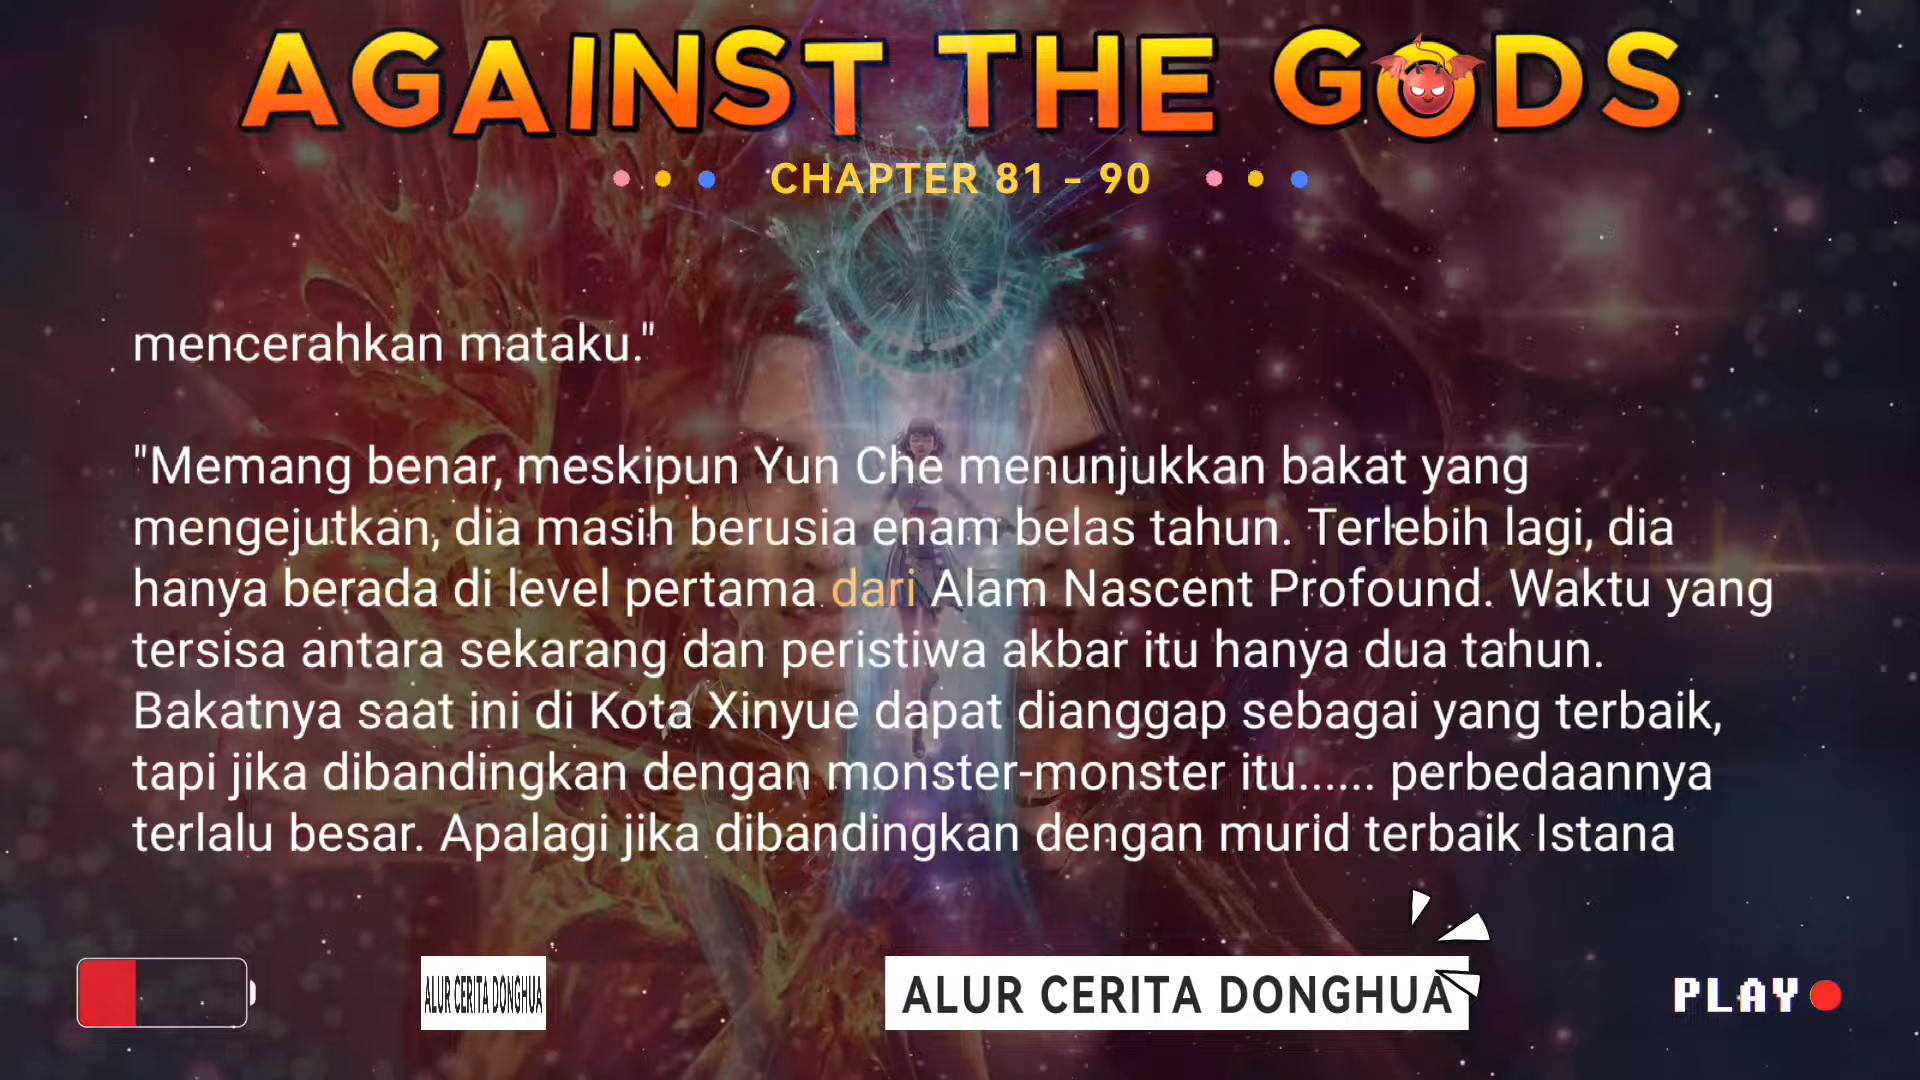 AGAINST THE GODS
CHAPTER 81 - 90
mencerahkan mataku."
"Memang benar, meskipun Yun Che menunjukkan bakat yang
mengejutkan, dia masih berusia enam belas tahun. Terlebih lagi, dia
hanya berada di level pertama dari Alam Nascent Profound. Waktu yang
tersisa antara sekarang dan peristiwa akbar itu hanya dua tahun.
Bakatnya saat ini di Kota Xinyue dapat dianggap sebagai yang terbaik,
tapi jika dibandingkan dengan monster-monster itu...... perbedaannya
terlalu besar. Apalagi jika dibandingkan dengan murid terbaik Istana
ALUR CERITA DONGHUA
ALUR CERITA DONGHUA
PLAY